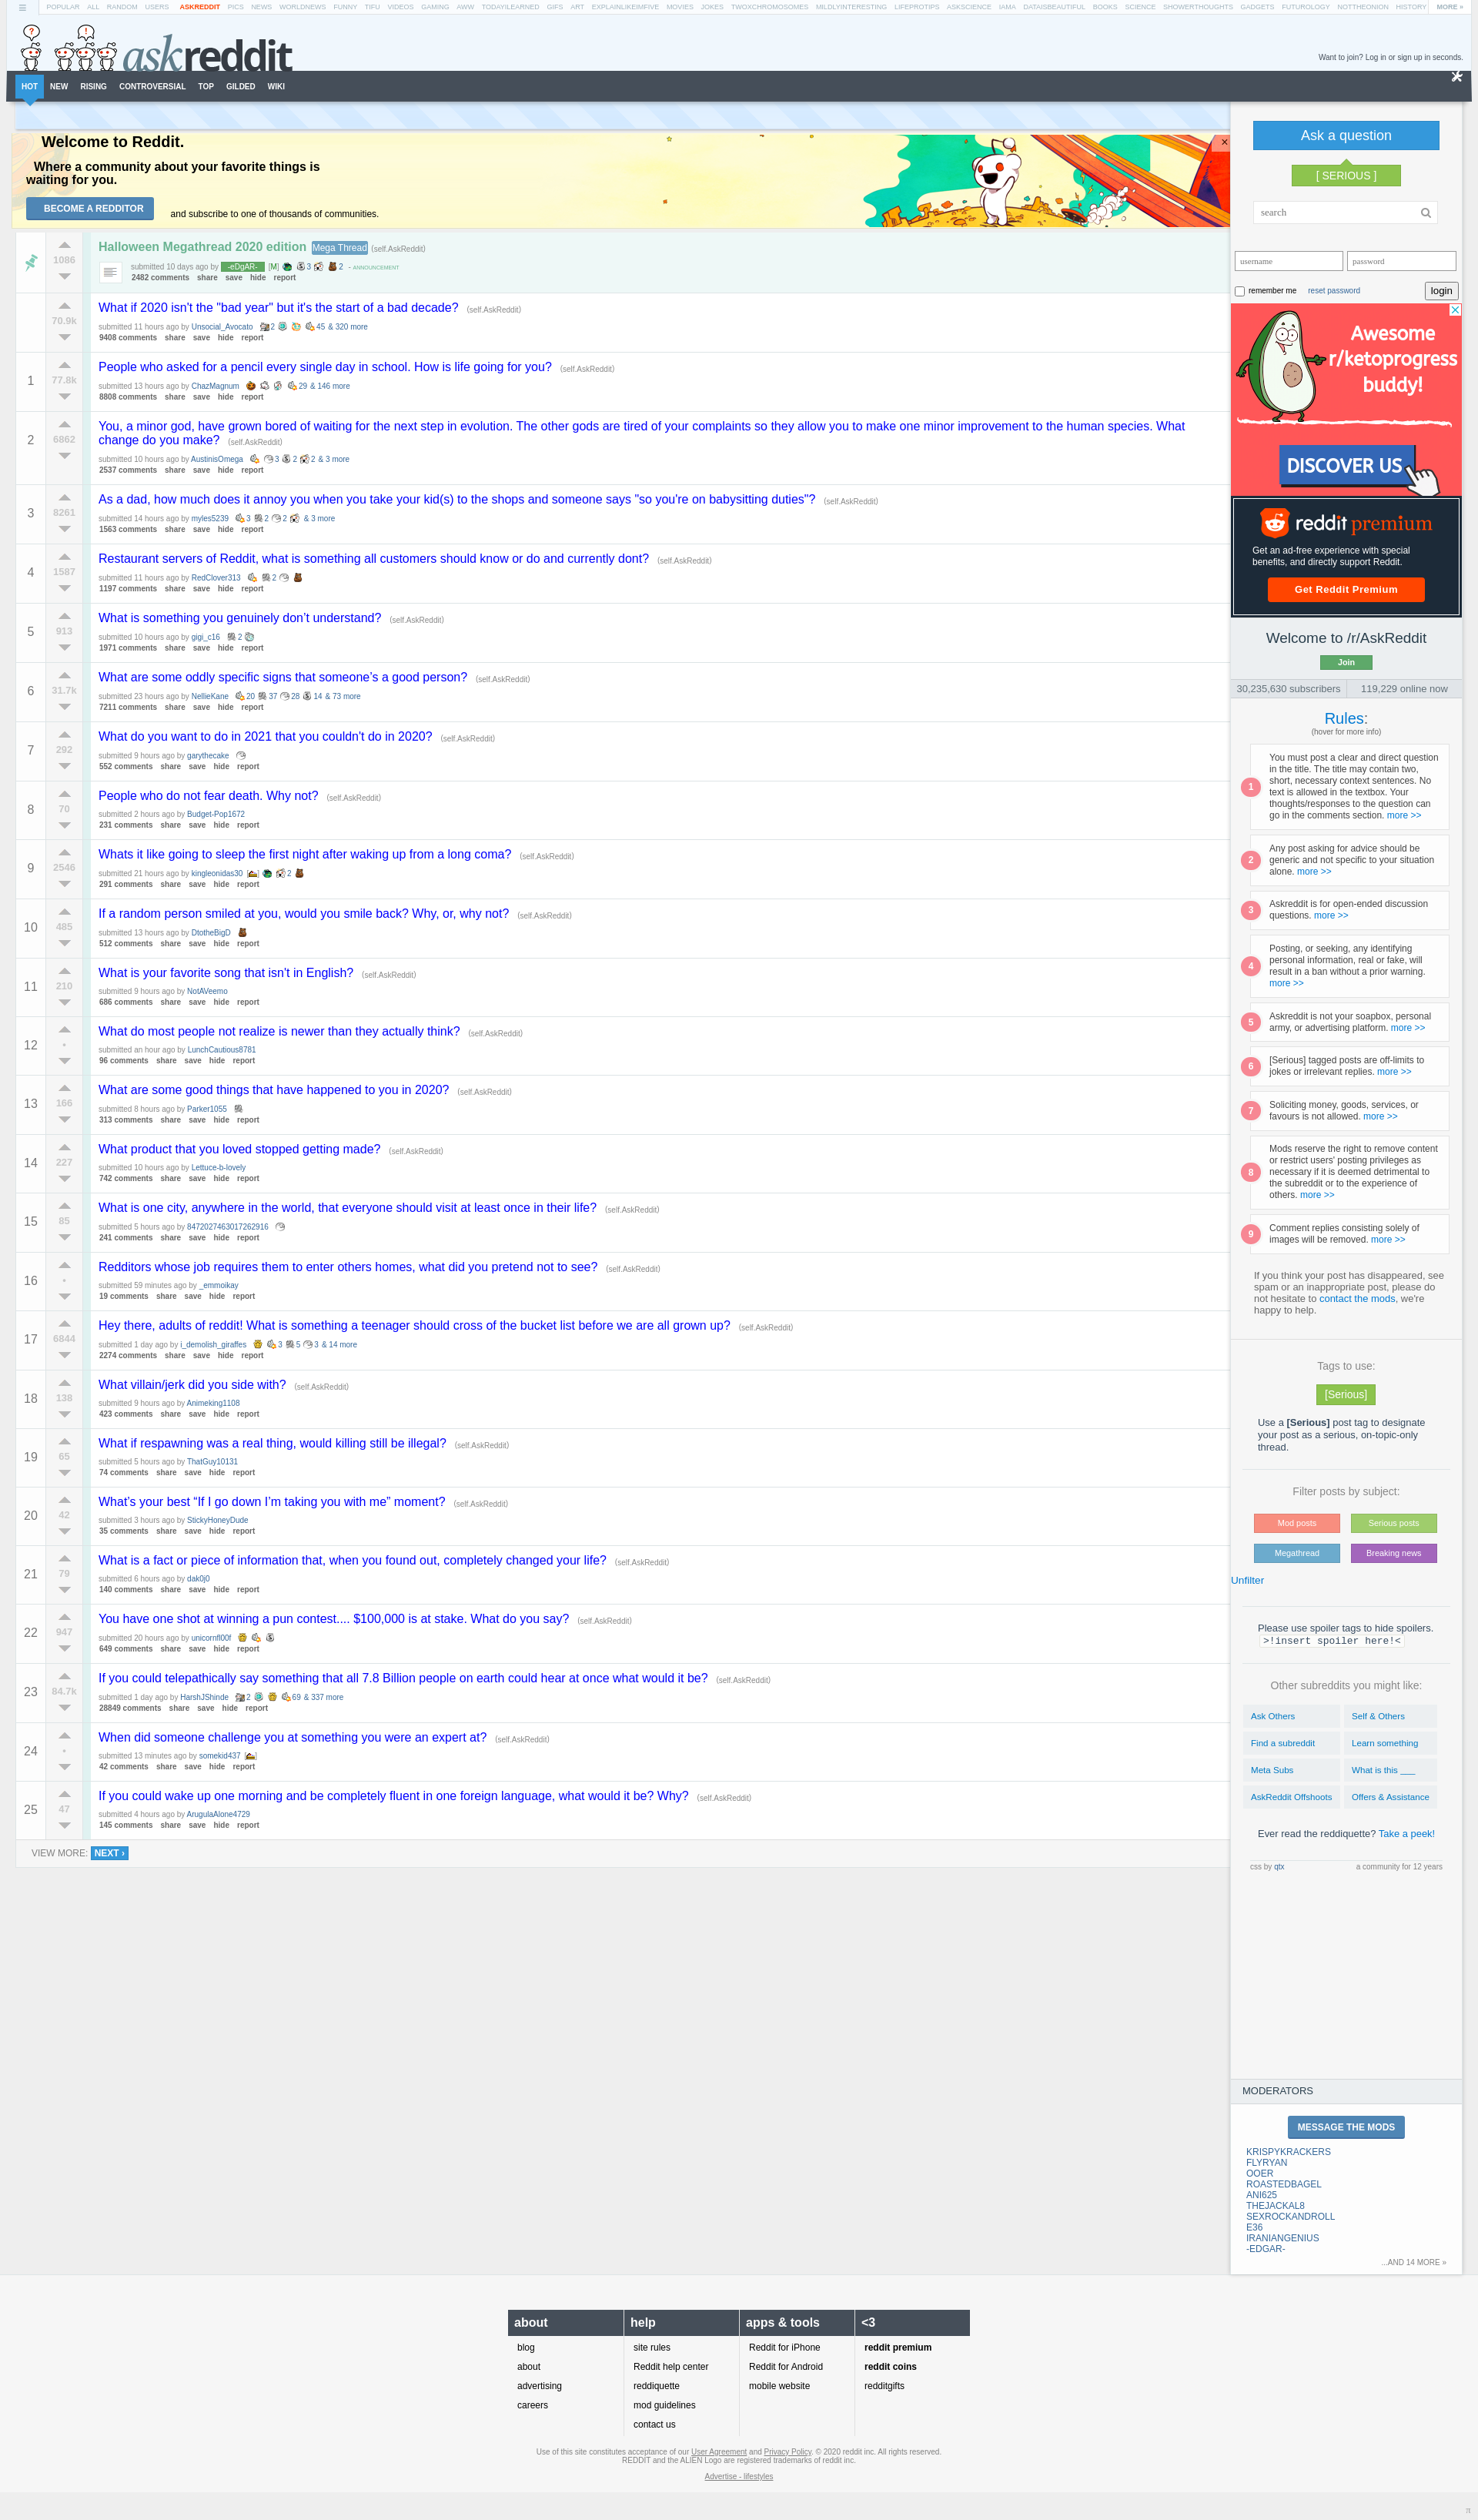 POPULAR ALL RANDOM USERS ASKREDDIT PICS NEWS WORLDNEWS FUNNY TIFU VIDEOS GAMING AWW TODAYILEARNED GIFS ART EXPLAINLIKEIMFIVE MOVIES JOKES TWOXCHROMOSOMES MILDLYINTERESTING LIFEPROTIPS ASKSCIENCE IAMA DATAISBEAUTIFUL BOOKS SCIENCE SHOWERTHOUGHTS GADGETS FUTUROLOGY NOTTHEONION HISTORY MORE »
askreddit
Want to join? Log in or sign up in seconds.
HOT NEW RISING CONTROVERSIAL TOP GILDED WIKI
Welcome to Reddit.
Where a community about your favorite things is
waiting for you.
BECOME A REDDITOR and subscribe to one of thousands of communities.
×
1086
Halloween Megathread 2020 edition Mega Thread (self.AskReddit)
submitted 10 days ago by -eDgAR- [M] 3 2 - ANNOUNCEMENT
2482 comments share save hide report
70.9k
What if 2020 isn't the "bad year" but it's the start of a bad decade? (self.AskReddit)
submitted 11 hours ago by Unsocial_Avocato 2 45 & 320 more
9408 comments share save hide report
1
77.8k
People who asked for a pencil every single day in school. How is life going for you? (self.AskReddit)
submitted 13 hours ago by ChazMagnum 29 & 146 more
8808 comments share save hide report
2
6862
You, a minor god, have grown bored of waiting for the next step in evolution. The other gods are tired of your complaints so they allow you to make one minor improvement to the human species. What
change do you make? (self.AskReddit)
submitted 10 hours ago by AustinisOmega 3 2 2 & 3 more
2537 comments share save hide report
3
8261
As a dad, how much does it annoy you when you take your kid(s) to the shops and someone says "so you're on babysitting duties"? (self.AskReddit)
submitted 14 hours ago by myles5239 3 2 2 & 3 more
1563 comments share save hide report
4
1587
Restaurant servers of Reddit, what is something all customers should know or do and currently dont? (self.AskReddit)
submitted 11 hours ago by RedClover313 2
1197 comments share save hide report
5
913
What is something you genuinely don’t understand? (self.AskReddit)
submitted 10 hours ago by gigi_c16 2
1971 comments share save hide report
6
31.7k
What are some oddly specific signs that someone’s a good person? (self.AskReddit)
submitted 23 hours ago by NellieKane 20 37 28 14 & 73 more
7211 comments share save hide report
7
292
What do you want to do in 2021 that you couldn't do in 2020? (self.AskReddit)
submitted 9 hours ago by garythecake
552 comments share save hide report
8
70
People who do not fear death. Why not? (self.AskReddit)
submitted 2 hours ago by Budget-Pop1672
231 comments share save hide report
9
2546
Whats it like going to sleep the first night after waking up from a long coma? (self.AskReddit)
submitted 21 hours ago by kingleonidas30 2
291 comments share save hide report
10
485
If a random person smiled at you, would you smile back? Why, or, why not? (self.AskReddit)
submitted 13 hours ago by DtotheBigD
512 comments share save hide report
11
210
What is your favorite song that isn't in English? (self.AskReddit)
submitted 9 hours ago by NotAVeemo
686 comments share save hide report
12
•
What do most people not realize is newer than they actually think? (self.AskReddit)
submitted an hour ago by LunchCautious8781
96 comments share save hide report
13
166
What are some good things that have happened to you in 2020? (self.AskReddit)
submitted 8 hours ago by Parker1055
313 comments share save hide report
14
227
What product that you loved stopped getting made? (self.AskReddit)
submitted 10 hours ago by Lettuce-b-lovely
742 comments share save hide report
15
85
What is one city, anywhere in the world, that everyone should visit at least once in their life? (self.AskReddit)
submitted 5 hours ago by 8472027463017262916
241 comments share save hide report
16
•
Redditors whose job requires them to enter others homes, what did you pretend not to see? (self.AskReddit)
submitted 59 minutes ago by _emmoikay
19 comments share save hide report
17
6844
Hey there, adults of reddit! What is something a teenager should cross of the bucket list before we are all grown up? (self.AskReddit)
submitted 1 day ago by i_demolish_giraffes 3 5 3 & 14 more
2274 comments share save hide report
18
138
What villain/jerk did you side with? (self.AskReddit)
submitted 9 hours ago by Animeking1108
423 comments share save hide report
19
65
What if respawning was a real thing, would killing still be illegal? (self.AskReddit)
submitted 5 hours ago by ThatGuy10131
74 comments share save hide report
20
42
What’s your best “If I go down I’m taking you with me” moment? (self.AskReddit)
submitted 3 hours ago by StickyHoneyDude
35 comments share save hide report
21
79
What is a fact or piece of information that, when you found out, completely changed your life? (self.AskReddit)
submitted 6 hours ago by dak0j0
140 comments share save hide report
22
947
You have one shot at winning a pun contest.... $100,000 is at stake. What do you say? (self.AskReddit)
submitted 20 hours ago by unicornfl00f
649 comments share save hide report
23
84.7k
If you could telepathically say something that all 7.8 Billion people on earth could hear at once what would it be? (self.AskReddit)
submitted 1 day ago by HarshJShinde 2 69 & 337 more
28849 comments share save hide report
24
•
When did someone challenge you at something you were an expert at? (self.AskReddit)
submitted 13 minutes ago by somekid437
42 comments share save hide report
25
47
If you could wake up one morning and be completely fluent in one foreign language, what would it be? Why? (self.AskReddit)
submitted 4 hours ago by ArugulaAlone4729
145 comments share save hide report
VIEW MORE: NEXT ›
Ask a question
[ SERIOUS ]
search
username password
remember me reset password login
Awesome
r/ketoprogress
buddy!
DISCOVER US
reddit premium
Get an ad-free experience with special
benefits, and directly support Reddit.
Get Reddit Premium
Welcome to /r/AskReddit
Join
30,235,630 subscribers 119,229 online now
Rules:
(hover for more info)
1
You must post a clear and direct question
in the title. The title may contain two,
short, necessary context sentences. No
text is allowed in the textbox. Your
thoughts/responses to the question can
go in the comments section. more >>
2
Any post asking for advice should be
generic and not specific to your situation
alone. more >>
3
Askreddit is for open-ended discussion
questions. more >>
4
Posting, or seeking, any identifying
personal information, real or fake, will
result in a ban without a prior warning.
more >>
5
Askreddit is not your soapbox, personal
army, or advertising platform. more >>
6
[Serious] tagged posts are off-limits to
jokes or irrelevant replies. more >>
7
Soliciting money, goods, services, or
favours is not allowed. more >>
8
Mods reserve the right to remove content
or restrict users' posting privileges as
necessary if it is deemed detrimental to
the subreddit or to the experience of
others. more >>
9
Comment replies consisting solely of
images will be removed. more >>
If you think your post has disappeared, see
spam or an inappropriate post, please do
not hesitate to contact the mods, we're
happy to help.
Tags to use:
[Serious]
Use a [Serious] post tag to designate
your post as a serious, on-topic-only
thread.
Filter posts by subject:
Mod posts Serious posts
Megathread Breaking news
Unfilter
Please use spoiler tags to hide spoilers.
>!insert spoiler here!<
Other subreddits you might like:
Ask Others Self & Others
Find a subreddit Learn something
Meta Subs What is this ___
AskReddit Offshoots Offers & Assistance
Ever read the reddiquette? Take a peek!
css by qtx a community for 12 years
MODERATORS
MESSAGE THE MODS
KRISPYKRACKERS
FLYRYAN
OOER
ROASTEDBAGEL
ANI625
THEJACKAL8
SEXROCKANDROLL
E36
IRANIANGENIUS
-EDGAR-
...AND 14 MORE »
about help apps & tools <3
blog site rules Reddit for iPhone reddit premium
about Reddit help center Reddit for Android reddit coins
advertising reddiquette mobile website redditgifts
careers mod guidelines
contact us
Use of this site constitutes acceptance of our User Agreement and Privacy Policy. © 2020 reddit inc. All rights reserved.
REDDIT and the ALIEN Logo are registered trademarks of reddit inc.
Advertise - lifestyles
π